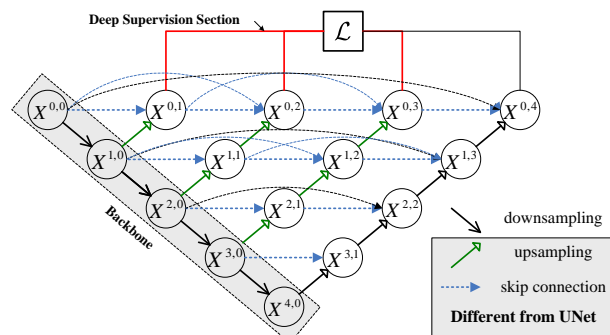 Deep Supervision Section
ℒ
X^{0,0} X^{0,1} X^{0,2} X^{0,3} X^{0,4}
X^{1,0} X^{1,1} X^{1,2} X^{1,3}
X^{2,0} X^{2,1} X^{2,2}
X^{3,0} X^{3,1}
X^{4,0}
Backbone
downsampling
upsampling
skip connection
Different from UNet